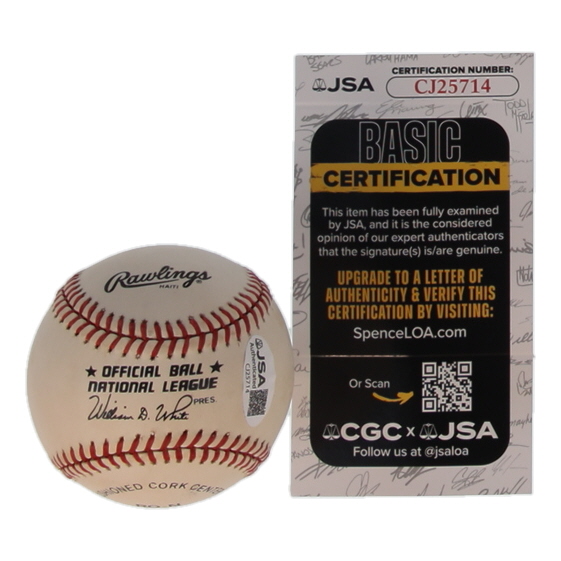 JSA
CERTIFICATION NUMBER:
CJ25714
BASIC
CERTIFICATION
This item has been fully examined
by JSA, and it is the considered
opinion of our expert authenticators
that the signature(s) is/are genuine.
UPGRADE TO A LETTER OF
AUTHENTICITY & VERIFY THIS
CERTIFICATION BY VISITING:
SpenceLOA.com
Or Scan
CGC x JSA
Follow us at @jsaloa
Rawlings®
HAITI
★ OFFICIAL BALL ★
NATIONAL LEAGUE
William D. White PRES.
CORK CENTER
JSA
Authentication
CJ25714